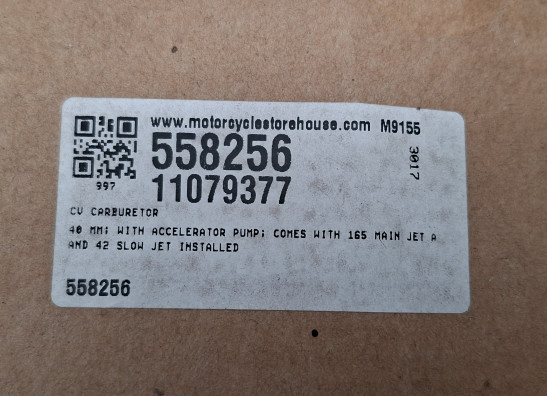 www.motorcyclestorehouse.com M9155
558256
3017
11079377
997
CV CARBURETOR
40 MM; WITH ACCELERATOR PUMP; COMES WITH 165 MAIN JET A
AND 42 SLOW JET INSTALLED
558256